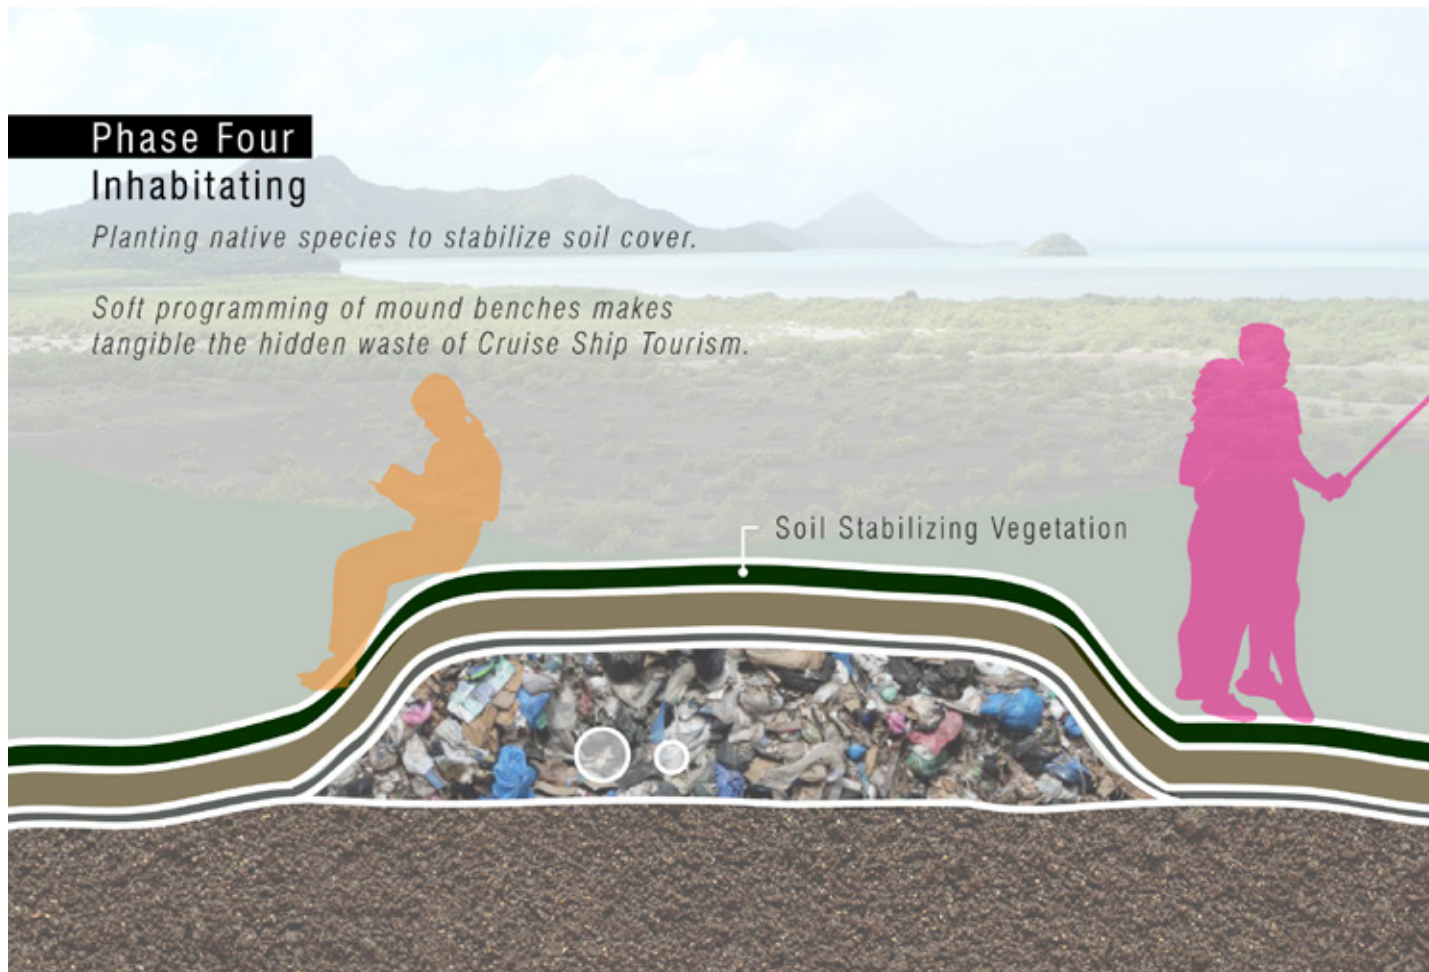 Phase Four
Inhabitating
Planting native species to stabilize soil cover.
Soft programming of mound benches makes
tangible the hidden waste of Cruise Ship Tourism.
Soil Stabilizing Vegetation